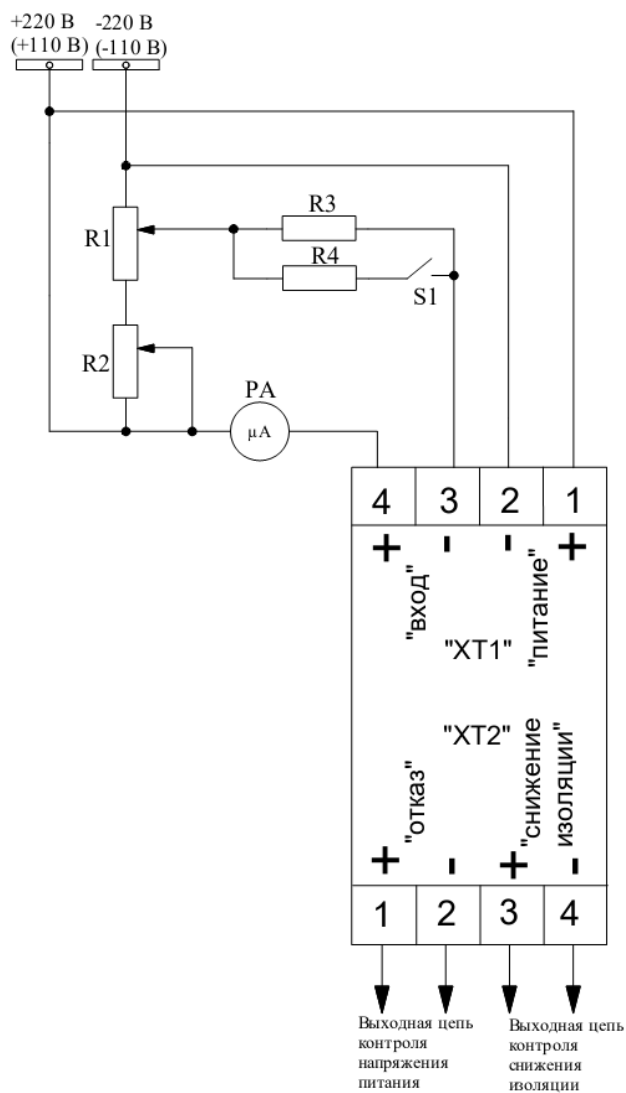 +220 В
-220 В
(+110 В)
(-110 В)
R1
R3
R4
S1
R2
PA
µA
4
3
2
1
+
-
-
+
"вход"
"питание"
"XT1"
"XT2"
"отказ"
"снижение
изоляции"
+
-
+
-
1
2
3
4
Выходная цепь
контроля
напряжения
питания
Выходная цепь
контроля
снижения
изоляции